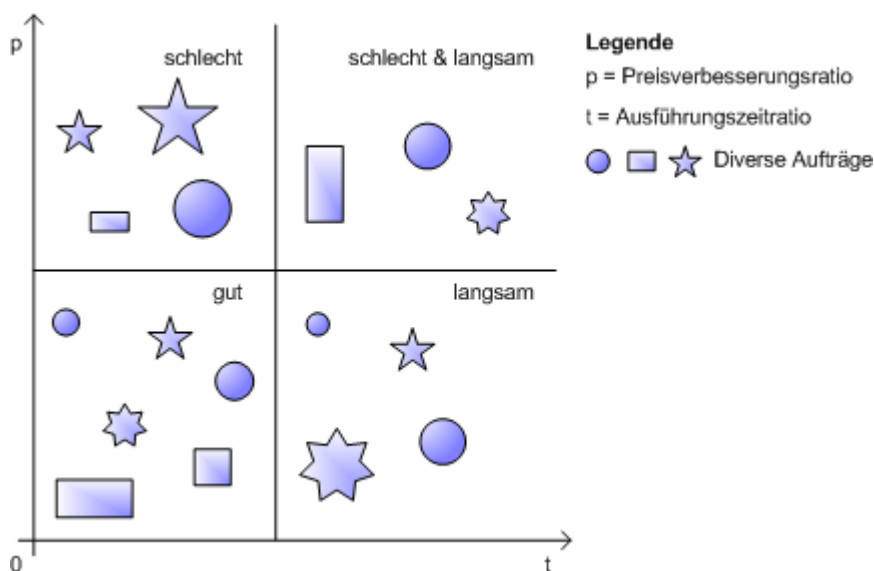 p
schlecht
schlecht & langsam
gut
langsam
0
t
Legende
p = Preisverbesserungsratio
t = Ausführungszeitratio
Diverse Aufträge